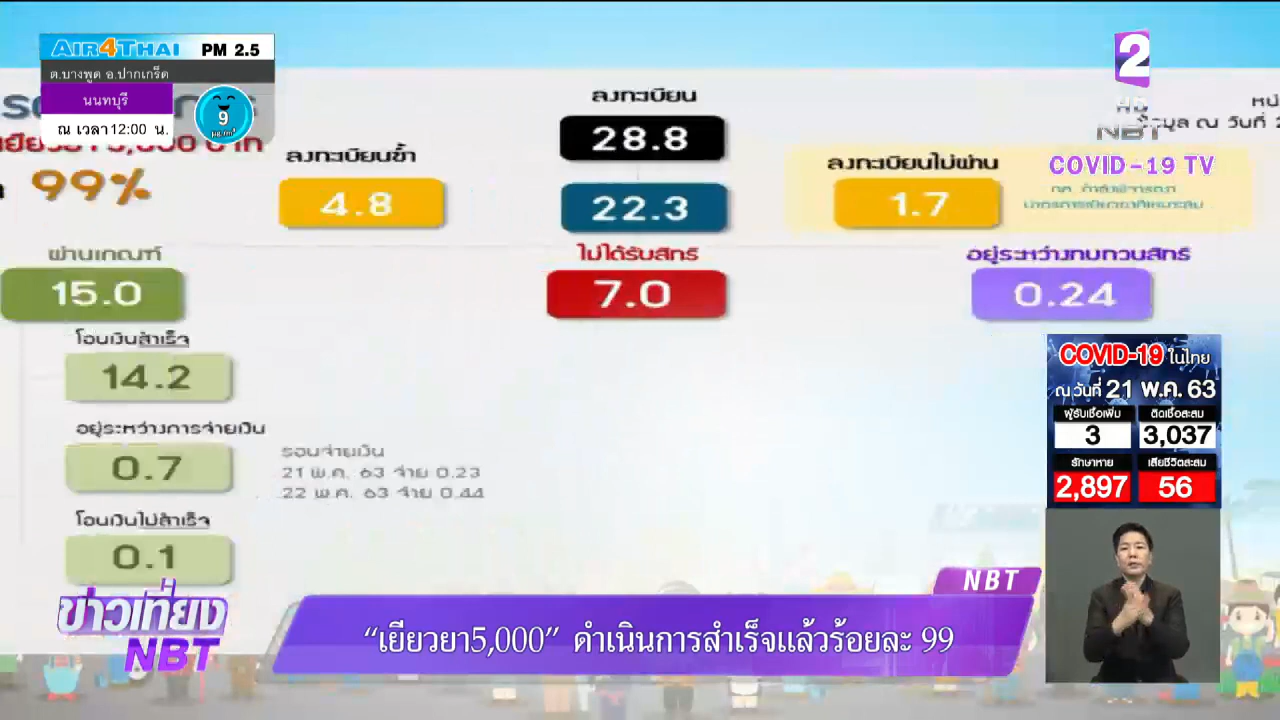 AIR4THAI PM 2.5
ต.บางพูด อ.ปากเกร็ด
นนทบุรี
9
ณ เวลา 12:00 น.
99%
ลงทะเบียน
28.8
22.3
ลงทะเบียนซ้ำ
4.8
ลงทะเบียนไม่ผ่าน
1.7
ข้อมูล ณ วันที่ 2
2
NBT
COVID-19 TV
ผ่านเกณฑ์
15.0
ไม่ได้รับสิทธิ์
7.0
อยู่ระหว่างทบทวนสิทธิ์
0.24
โอนเงินสำเร็จ
14.2
อยู่ระหว่างการจ่ายเงิน
0.7
รอบจ่ายเงิน
21 พ.ค. 63 จ่าย 0.23
22 พ.ค. 63 จ่าย 0.44
โอนเงินไม่สำเร็จ
0.1
COVID-19 ในไทย
ณ วันที่ 21 พ.ค. 63
ผู้รับเชื้อเพิ่ม ติดเชื้อสะสม
3 3,037
รักษาหาย เสียชีวิตสะสม
2,897 56
ข่าวเที่ยง
NBT
NBT
“เยียวยา5,000” ดำเนินการสำเร็จแล้วร้อยละ 99